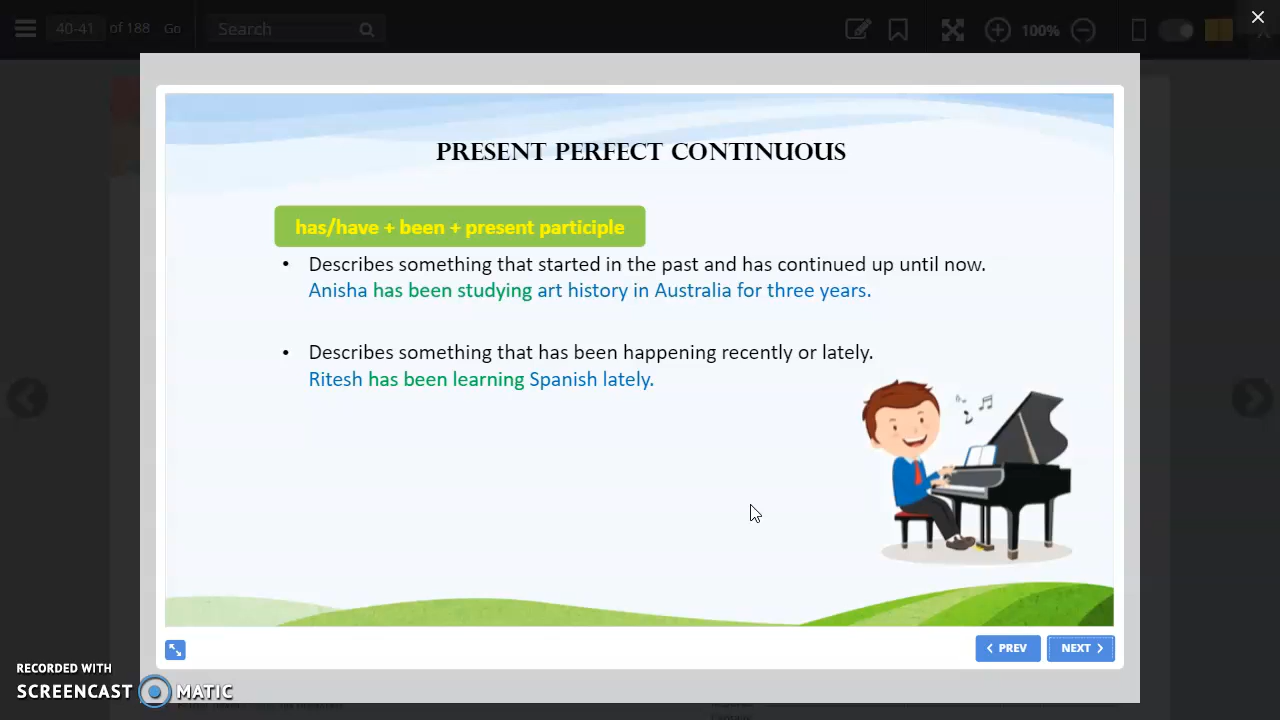 40-41 of 188 Go Search 100%
PRESENT PERFECT CONTINUOUS
has/have + been + present participle
• Describes something that started in the past and has continued up until now.
Anisha has been studying art history in Australia for three years.
• Describes something that has been happening recently or lately.
Ritesh has been learning Spanish lately.
PREV NEXT
RECORDED WITH
SCREENCAST MATIC